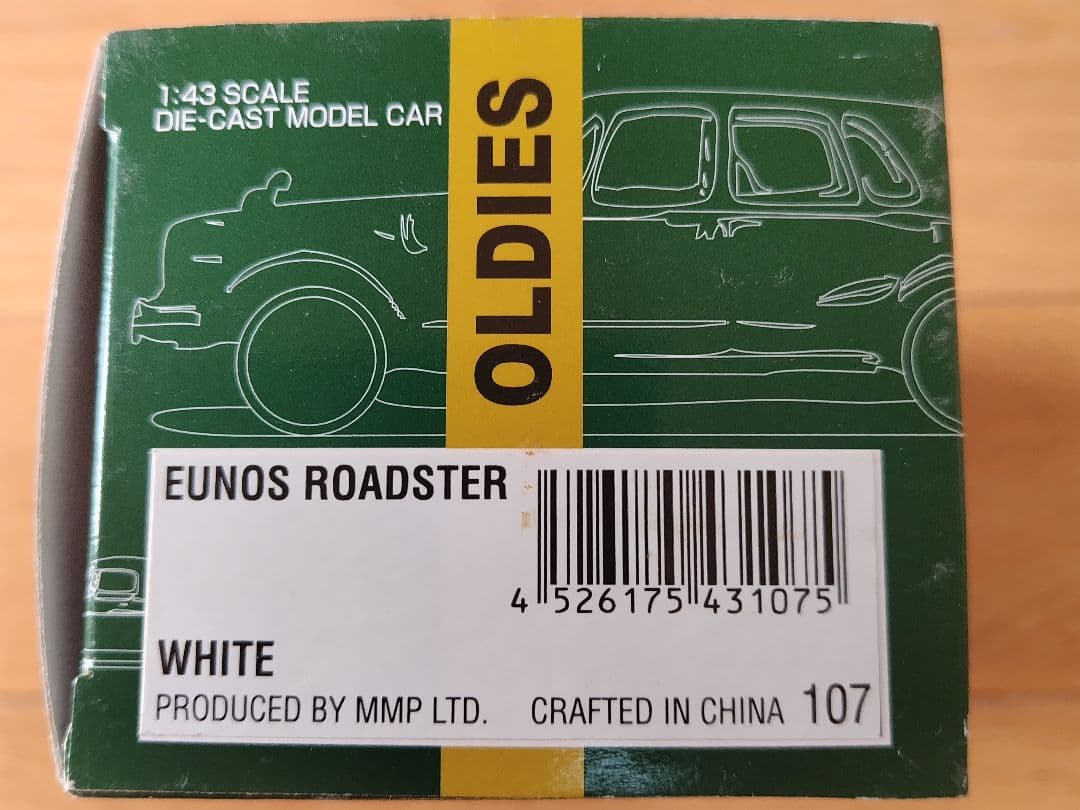 1:43 SCALE
DIE-CAST MODEL CAR
OLDIES
EUNOS ROADSTER
4 526175 431075
WHITE
PRODUCED BY MMP LTD. CRAFTED IN CHINA 107